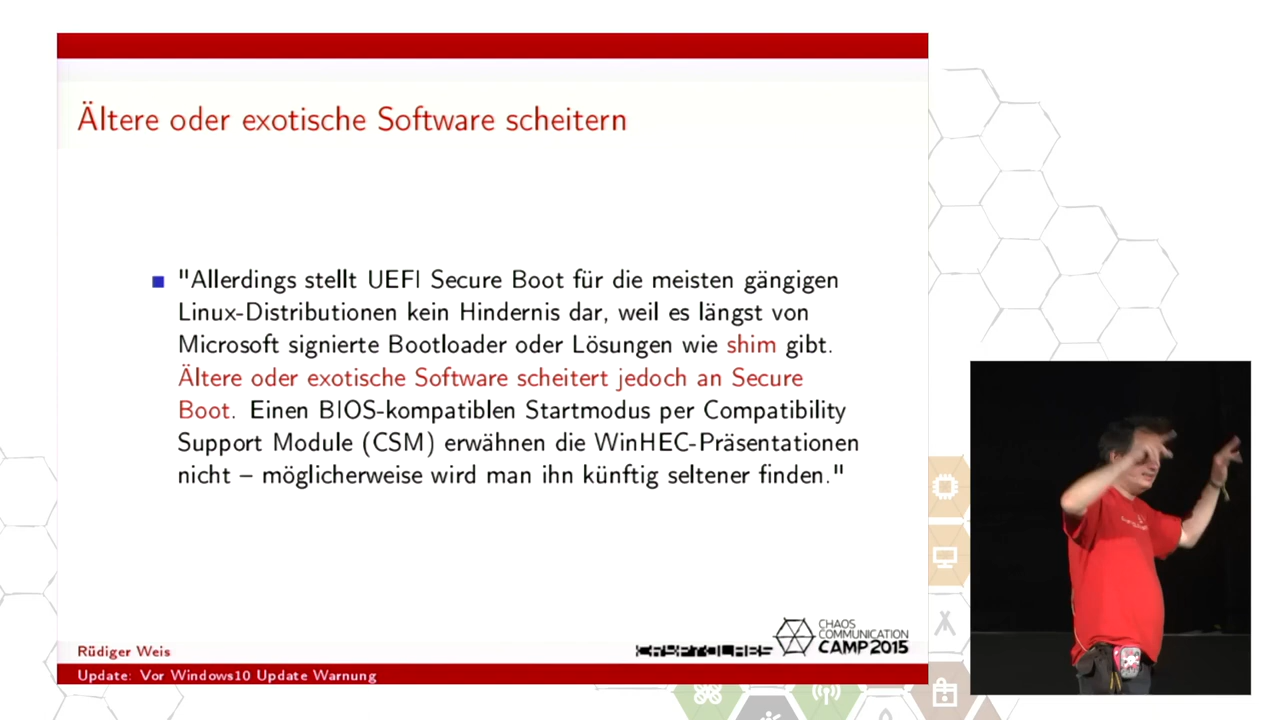 Ältere oder exotische Software scheitern
"Allerdings stellt UEFI Secure Boot für die meisten gängigen
Linux-Distributionen kein Hindernis dar, weil es längst von
Microsoft signierte Bootloader oder Lösungen wie shim gibt.
Ältere oder exotische Software scheitert jedoch an Secure
Boot. Einen BIOS-kompatiblen Startmodus per Compatibility
Support Module (CSM) erwähnen die WinHEC-Präsentationen
nicht – möglicherweise wird man ihn künftig seltener finden."
CHAOS
COMMUNICATION
CAMP 2015
Rüdiger Weis
CRYPTOLABS
Update: Vor Windows10 Update Warnung